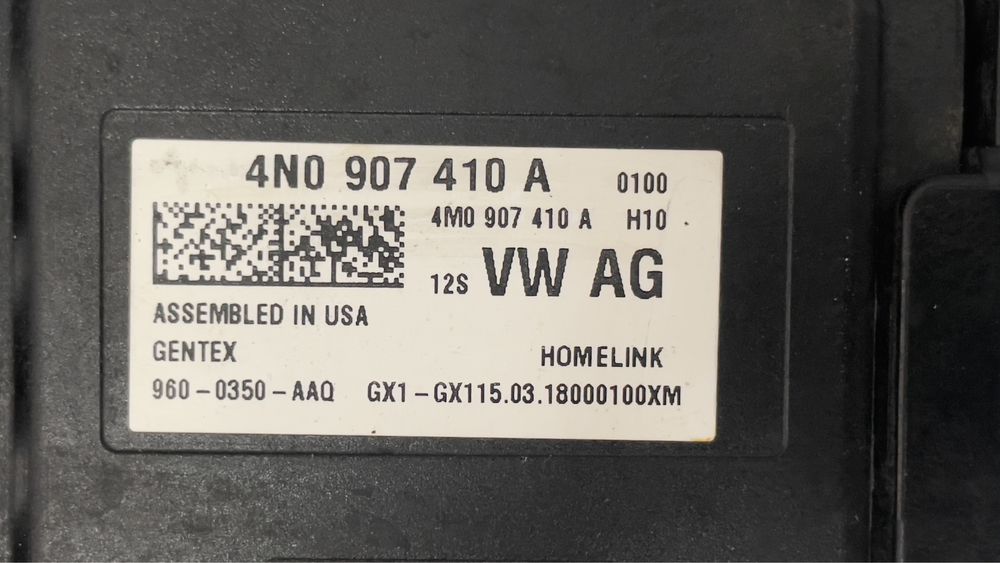 4N0 907 410 A 0100
4M0 907 410 A H10
12S VW AG
ASSEMBLED IN USA
GENTEX HOMELINK
960-0350-AAQ GX1-GX115.03.18000100XM